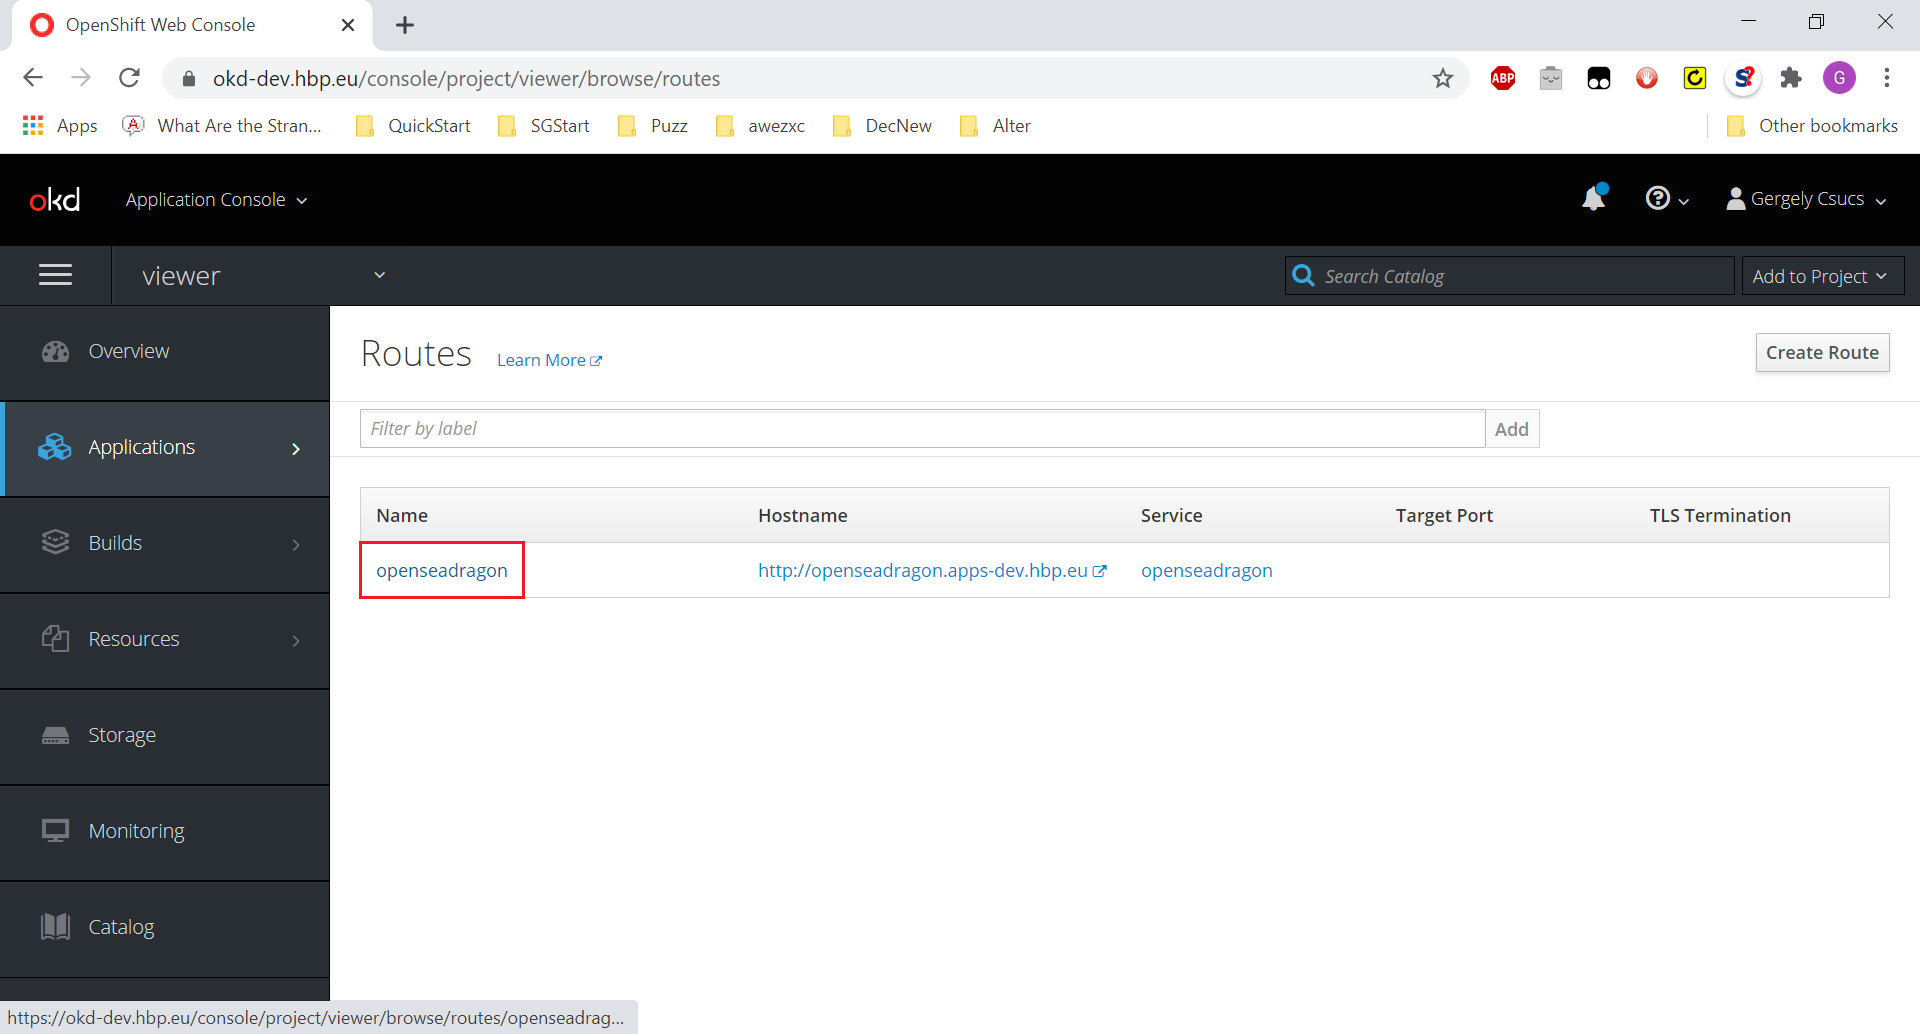 OpenShift Web Console
okd-dev.hbp.eu/console/project/viewer/browse/routes
ABP
S?
G
Apps
What Are the Stran...
QuickStart
SGStart
Puzz
awezxc
DecNew
Alter
Other bookmarks
okd
Application Console
Gergely Csucs
viewer
Search Catalog
Add to Project
Overview
Applications
Builds
Resources
Storage
Monitoring
Catalog
Routes Learn More
Create Route
Filter by label Add
Name Hostname Service Target Port TLS Termination
openseadragon http://openseadragon.apps-dev.hbp.eu openseadragon
https://okd-dev.hbp.eu/console/project/viewer/browse/routes/openseadrag...